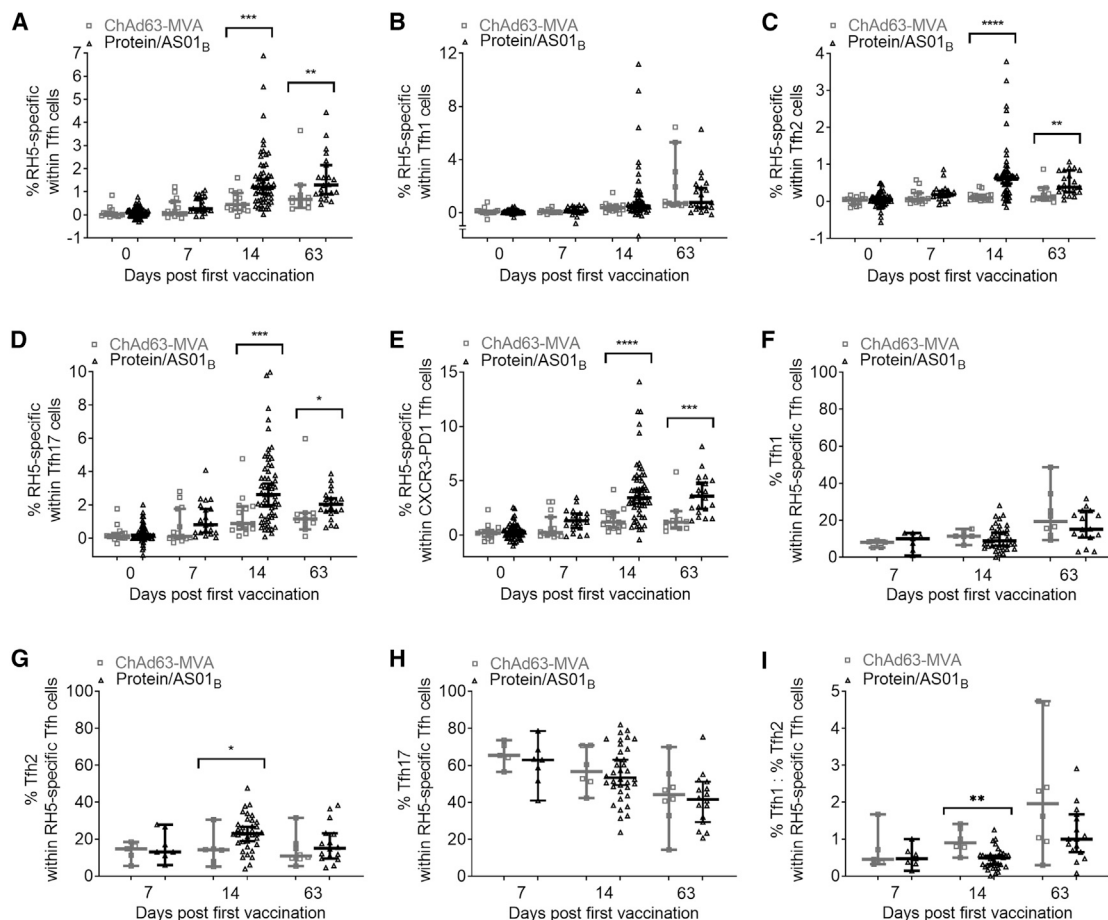 A
ChAd63-MVA
Protein/AS01B
***
**
% RH5-specific
within Tfh cells
7
6
5
4
3
2
1
0
-1
0 7 14 63
Days post first vaccination
B
ChAd63-MVA
Protein/AS01B
% RH5-specific
within Tfh1 cells
12
8
4
0
0 7 14 63
Days post first vaccination
C
ChAd63-MVA
Protein/AS01B
****
**
% RH5-specific
within Tfh2 cells
4
3
2
1
0
-1
0 7 14 63
Days post first vaccination
D
ChAd63-MVA
Protein/AS01B
***
*
% RH5-specific
within Tfh17 cells
10
8
6
4
2
0
0 7 14 63
Days post first vaccination
E
ChAd63-MVA
Protein/AS01B
****
***
% RH5-specific
within CXCR3-PD1 Tfh cells
15
10
5
0
0 7 14 63
Days post first vaccination
F
ChAd63-MVA
Protein/AS01B
% Tfh1
within RH5-specific Tfh cells
100
80
60
40
20
0
7 14 63
Days post first vaccination
G
ChAd63-MVA
Protein/AS01B
*
% Tfh2
within RH5-specific Tfh cells
100
80
60
40
20
0
7 14 63
Days post first vaccination
H
ChAd63-MVA
Protein/AS01B
% Tfh17
within RH5-specific Tfh cells
100
80
60
40
20
0
7 14 63
Days post first vaccination
I
ChAd63-MVA
Protein/AS01B
**
% Tfh1 : % Tfh2
within RH5-specific Tfh cells
5
4
3
2
1
0
7 14 63
Days post first vaccination